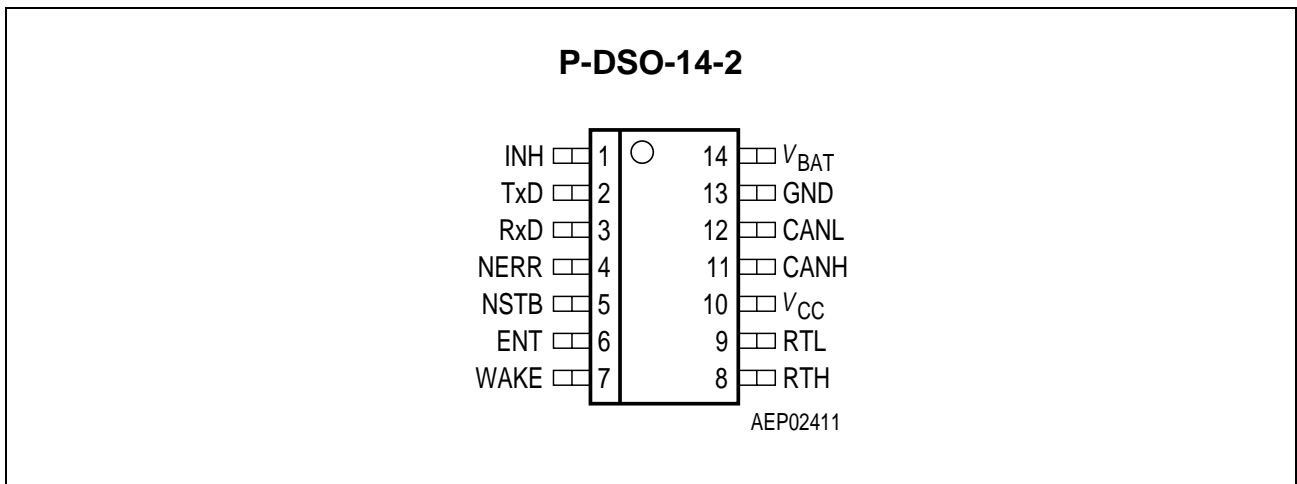 P-DSO-14-2
INH 1 14 VBAT
TxD 2 13 GND
RxD 3 12 CANL
NERR 4 11 CANH
NSTB 5 10 VCC
ENT 6 9 RTL
WAKE 7 8 RTH
AEP02411